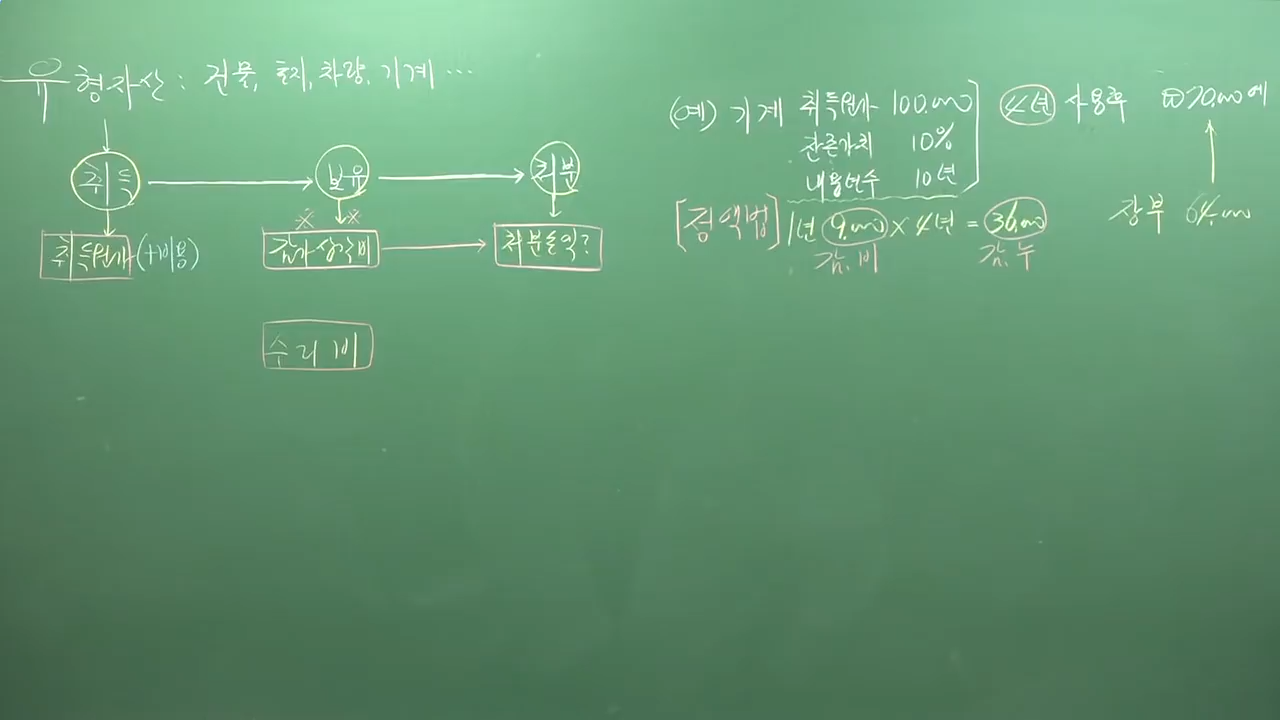 유형자산 : 건물, 토지, 차량, 기계 …
취득 → 보유 → 처분
취득원가 (+비용)
※ ※
감가상각비 → 처분손익?
수리비
(예) 기계 취득원가 100,000
잔존가치 10%
내용년수 10년
4년 사용후 ⓦ70,000에
[정액법] 1년 9,000 × 4년 = 36,000
감.비 감.누
장부 64,000